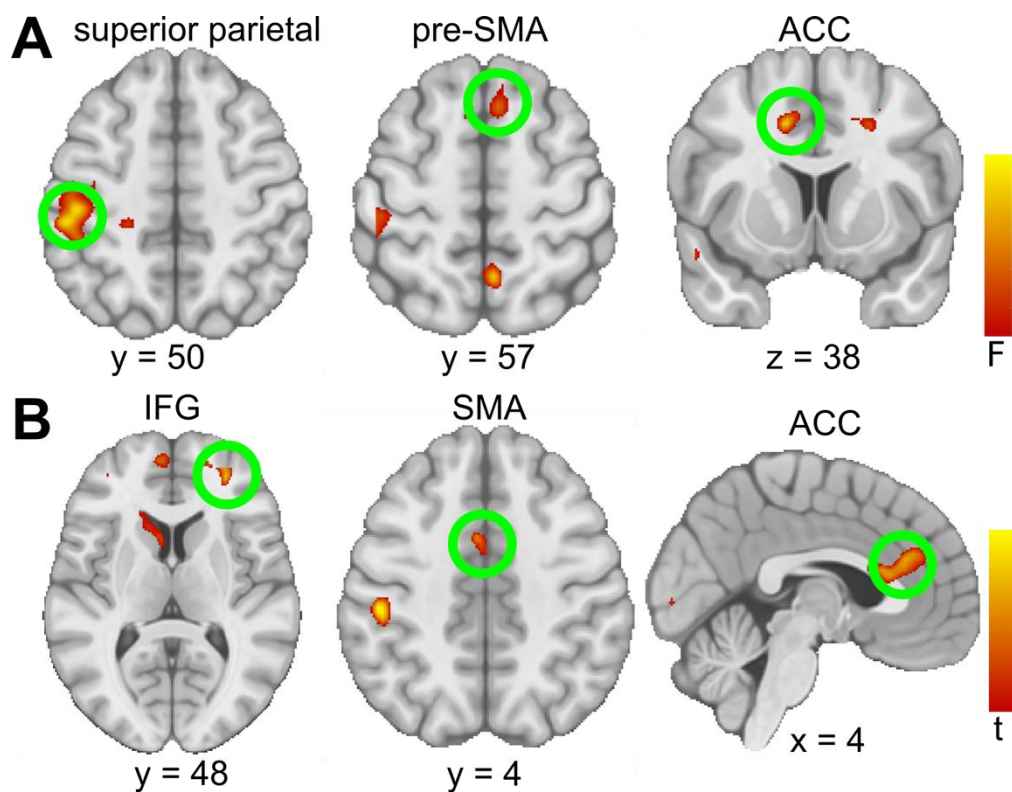 A
superior parietal
pre-SMA
ACC
y = 50
y = 57
z = 38
F
B
IFG
SMA
ACC
y = 48
y = 4
x = 4
t